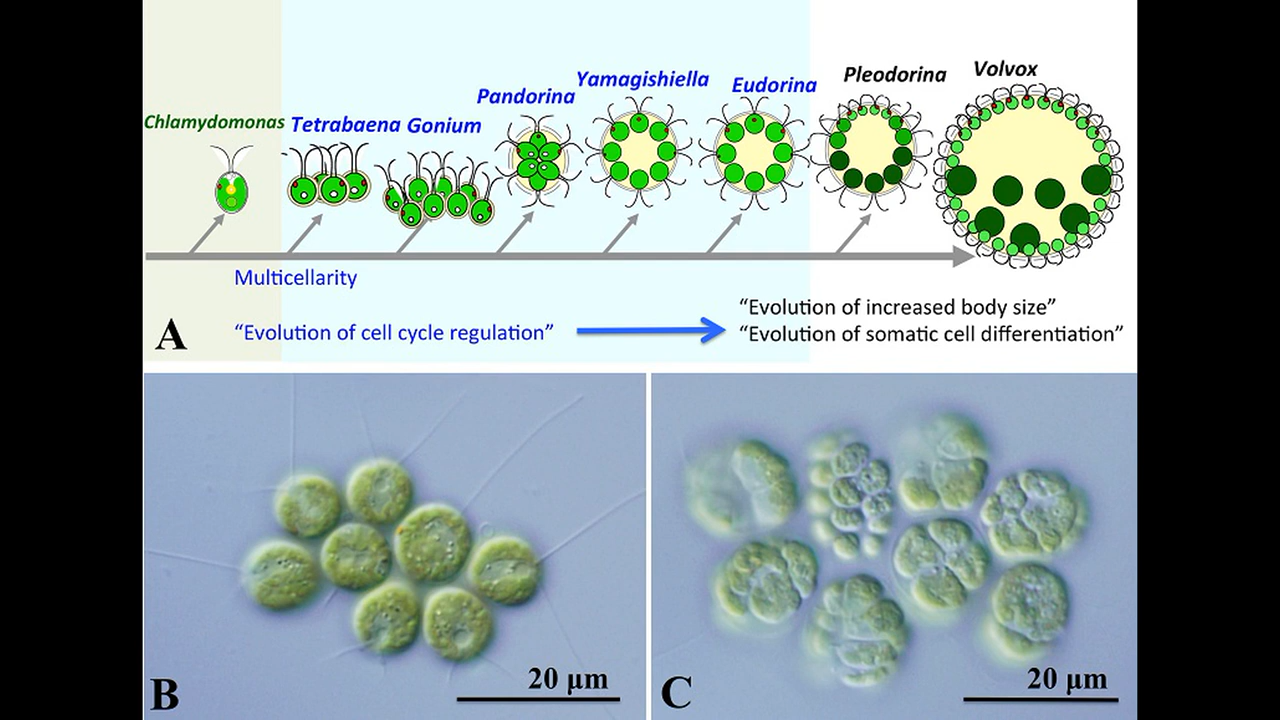 Chlamydomonas
Tetrabaena
Gonium
Pandorina
Yamagishiella
Eudorina
Pleodorina
Volvox
Multicellarity
“Evolution of cell cycle regulation”
“Evolution of increased body size”
“Evolution of somatic cell differentiation”
A
B
20 μm
C
20 μm